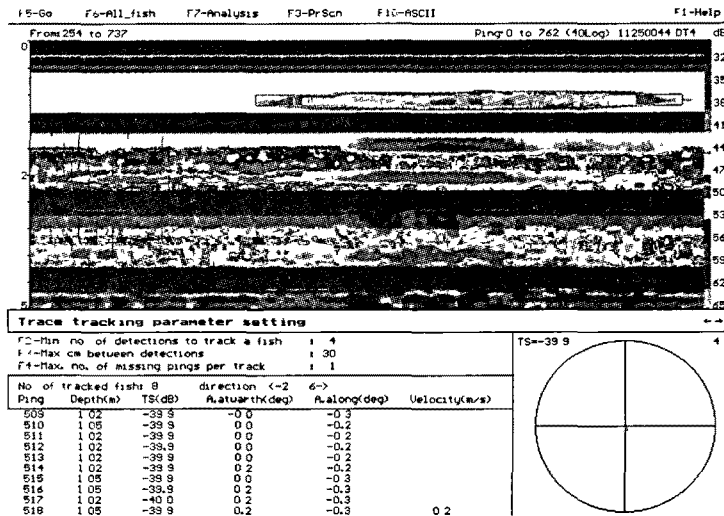 F5-Go F6-All_fish F7-Analysis F3-PrScn F10-ASCII F1-Help
From:254 to 737 Ping 0 to 762 (40Log) 11250044 DT4 dB
0
32
35
38
41
44
2 47
50
53
56
59
62
5 65
Trace tracking parameter setting ←→
F2-Min no of detections to track a fish : 4
-Max cm between detections : 30
F4-Max. no. of missing pings per track : 1
TS=-39 9 4
No of tracked fish: 8 direction <-2 6->
Ping Depth(m) TS(dB) A.atwarth(deg) A.along(deg) Velocity(m/s)
509 1 02 -39 9 -0 0 -0 3
510 1 05 -39 9 0 0 -0.2
511 1 02 -39 9 0 0 -0.2
512 1 02 -39.9 0 0 -0.2
513 1 02 -39 9 0 0 -0.2
514 1 02 -39 9 0 2 -0.2
515 1 05 -39 9 0 0 -0.3
516 1 05 -39.9 0 2 -0.3
517 1 02 -40 0 0 2 -0.3
518 1 05 -39 9 0.2 -0.3 0 2